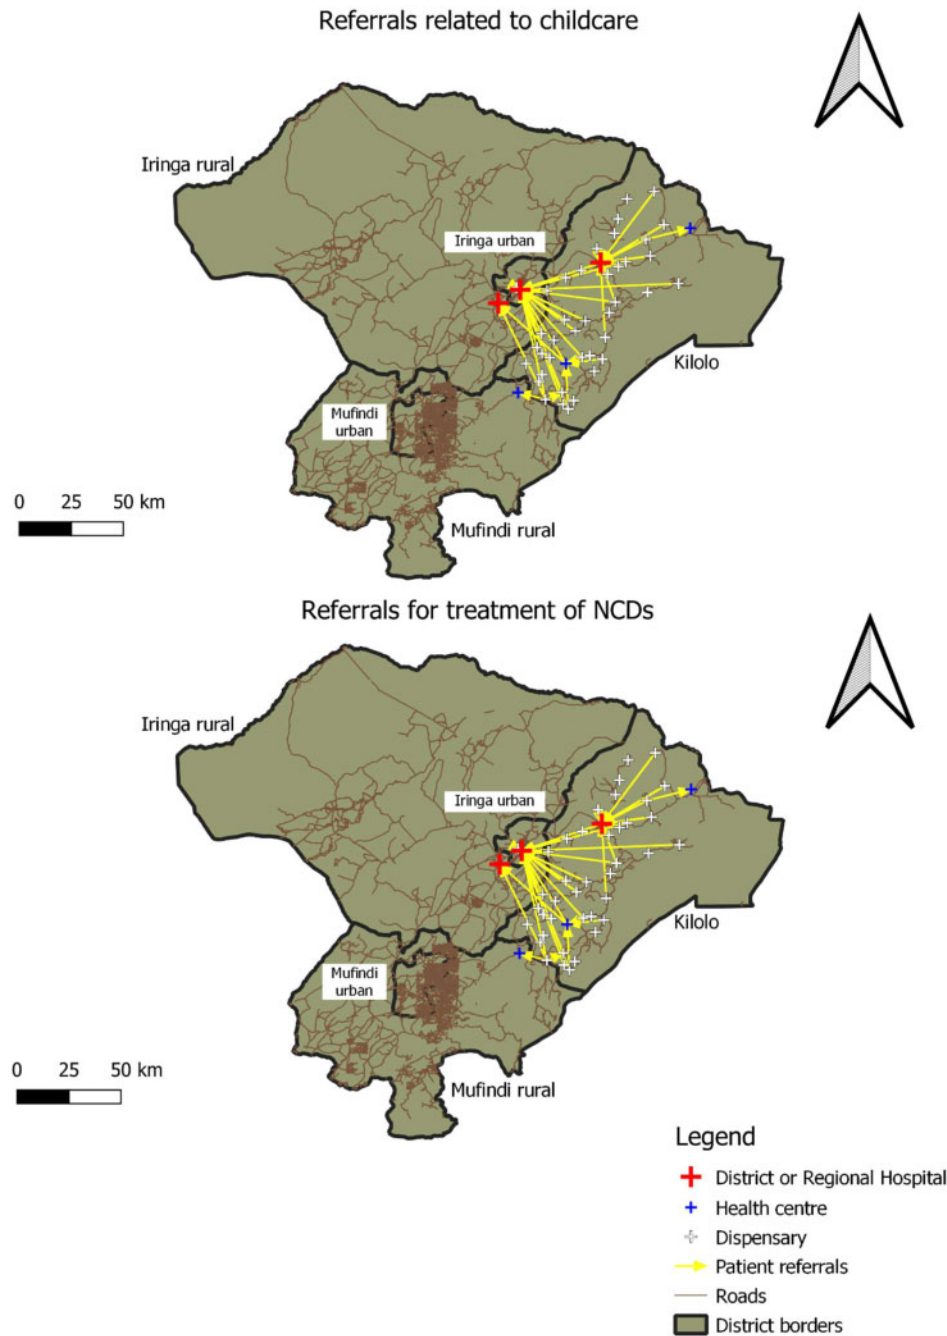 Referrals related to childcare
Iringa rural
Iringa urban
Kilolo
Mufindi
urban
0 25 50 km
Mufindi rural
Referrals for treatment of NCDs
Iringa rural
Iringa urban
Kilolo
Mufindi
urban
0 25 50 km
Mufindi rural
Legend
District or Regional Hospital
Health centre
Dispensary
Patient referrals
Roads
District borders